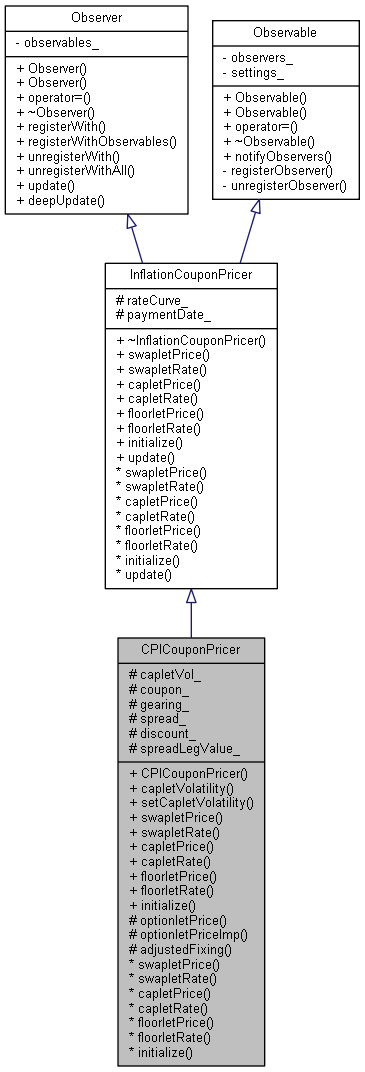 Observer
- observables_
+ Observer()
+ Observer()
+ operator=()
+ ~Observer()
+ registerWith()
+ registerWithObservables()
+ unregisterWith()
+ unregisterWithAll()
+ update()
+ deepUpdate()
Observable
- observers_
- settings_
+ Observable()
+ Observable()
+ operator=()
+ ~Observable()
+ notifyObservers()
- registerObserver()
- unregisterObserver()
InflationCouponPricer
# rateCurve_
# paymentDate_
+ ~InflationCouponPricer()
+ swapletPrice()
+ swapletRate()
+ capletPrice()
+ capletRate()
+ floorletPrice()
+ floorletRate()
+ initialize()
+ update()
* swapletPrice()
* swapletRate()
* capletPrice()
* capletRate()
* floorletPrice()
* floorletRate()
* initialize()
* update()
CPICouponPricer
# capletVol_
# coupon_
# gearing_
# spread_
# discount_
# spreadLegValue_
+ CPICouponPricer()
+ capletVolatility()
+ setCapletVolatility()
+ swapletPrice()
+ swapletRate()
+ capletPrice()
+ capletRate()
+ floorletPrice()
+ floorletRate()
+ initialize()
# optionletPrice()
# optionletPriceImp()
# adjustedFixing()
* swapletPrice()
* swapletRate()
* capletPrice()
* capletRate()
* floorletPrice()
* floorletRate()
* initialize()